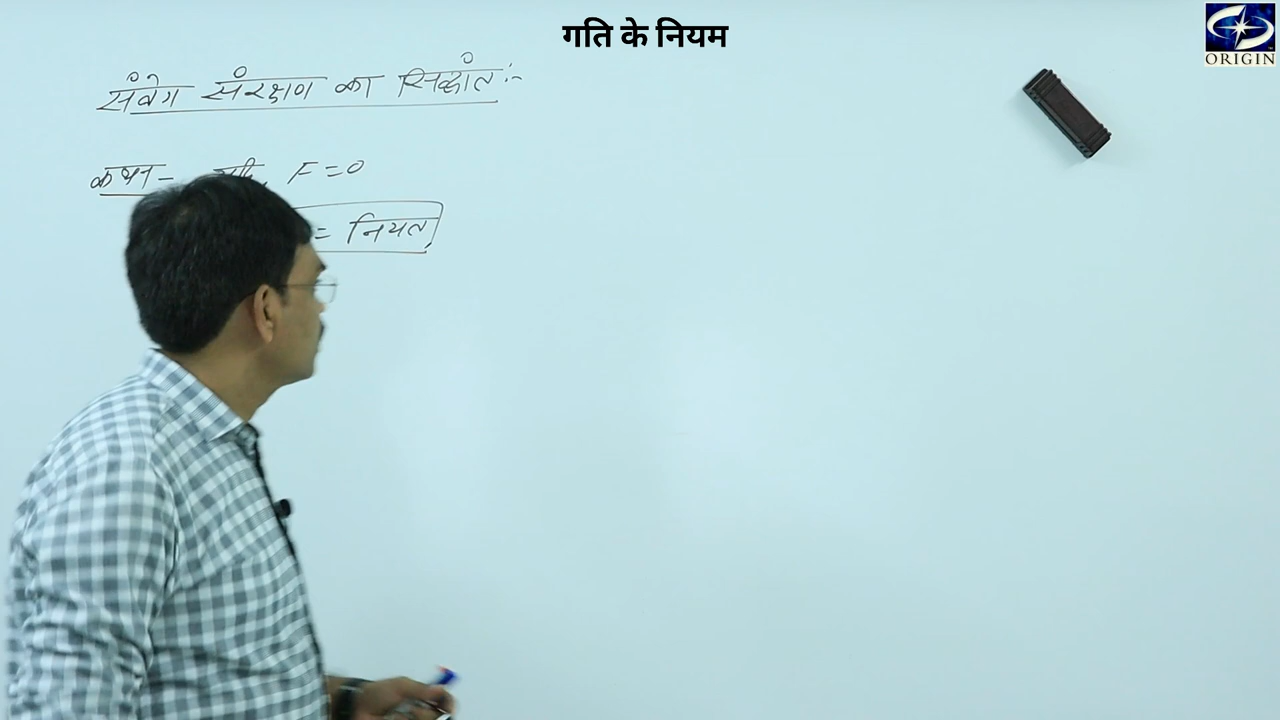 गति के नियम
ORIGIN
संवेग संरक्षण का सिद्धांत :-
कथन - F = 0
= नियत